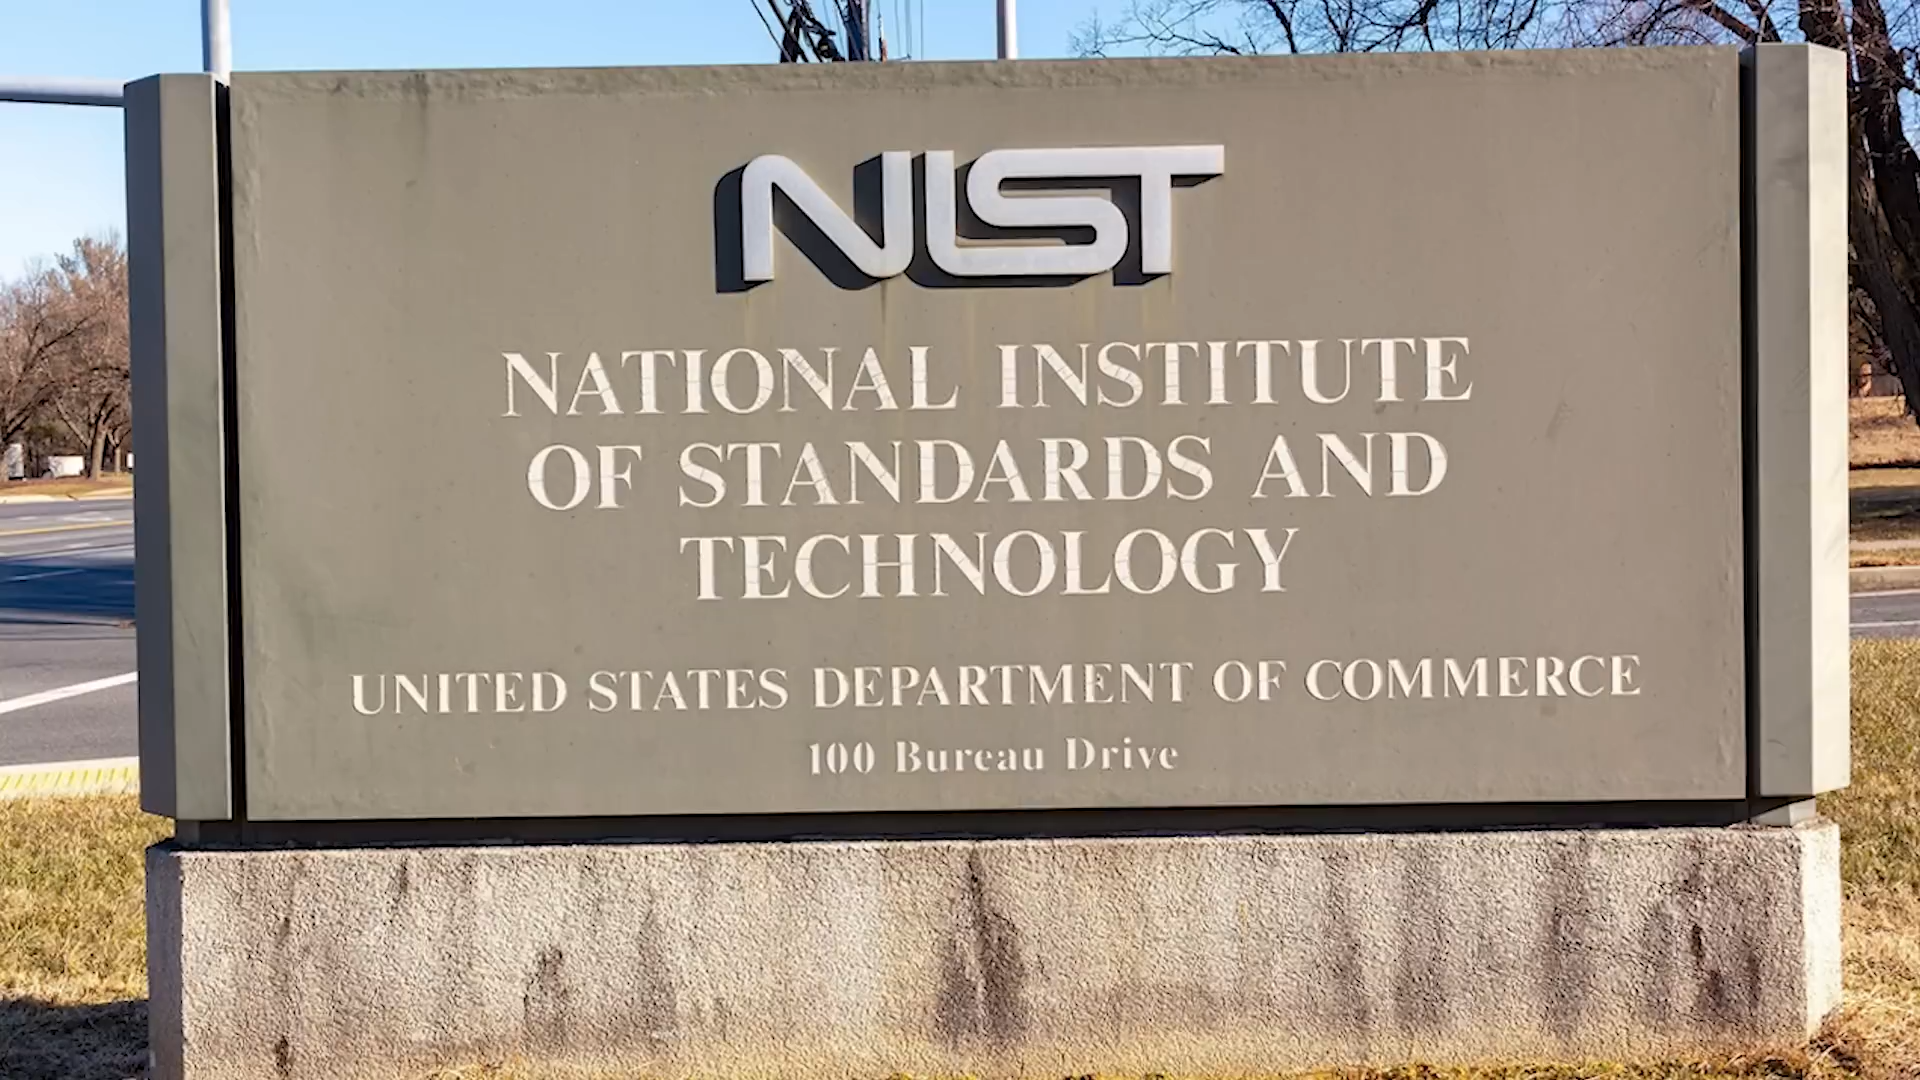 NIST
NATIONAL INSTITUTE
OF STANDARDS AND
TECHNOLOGY
UNITED STATES DEPARTMENT OF COMMERCE
100 Bureau Drive